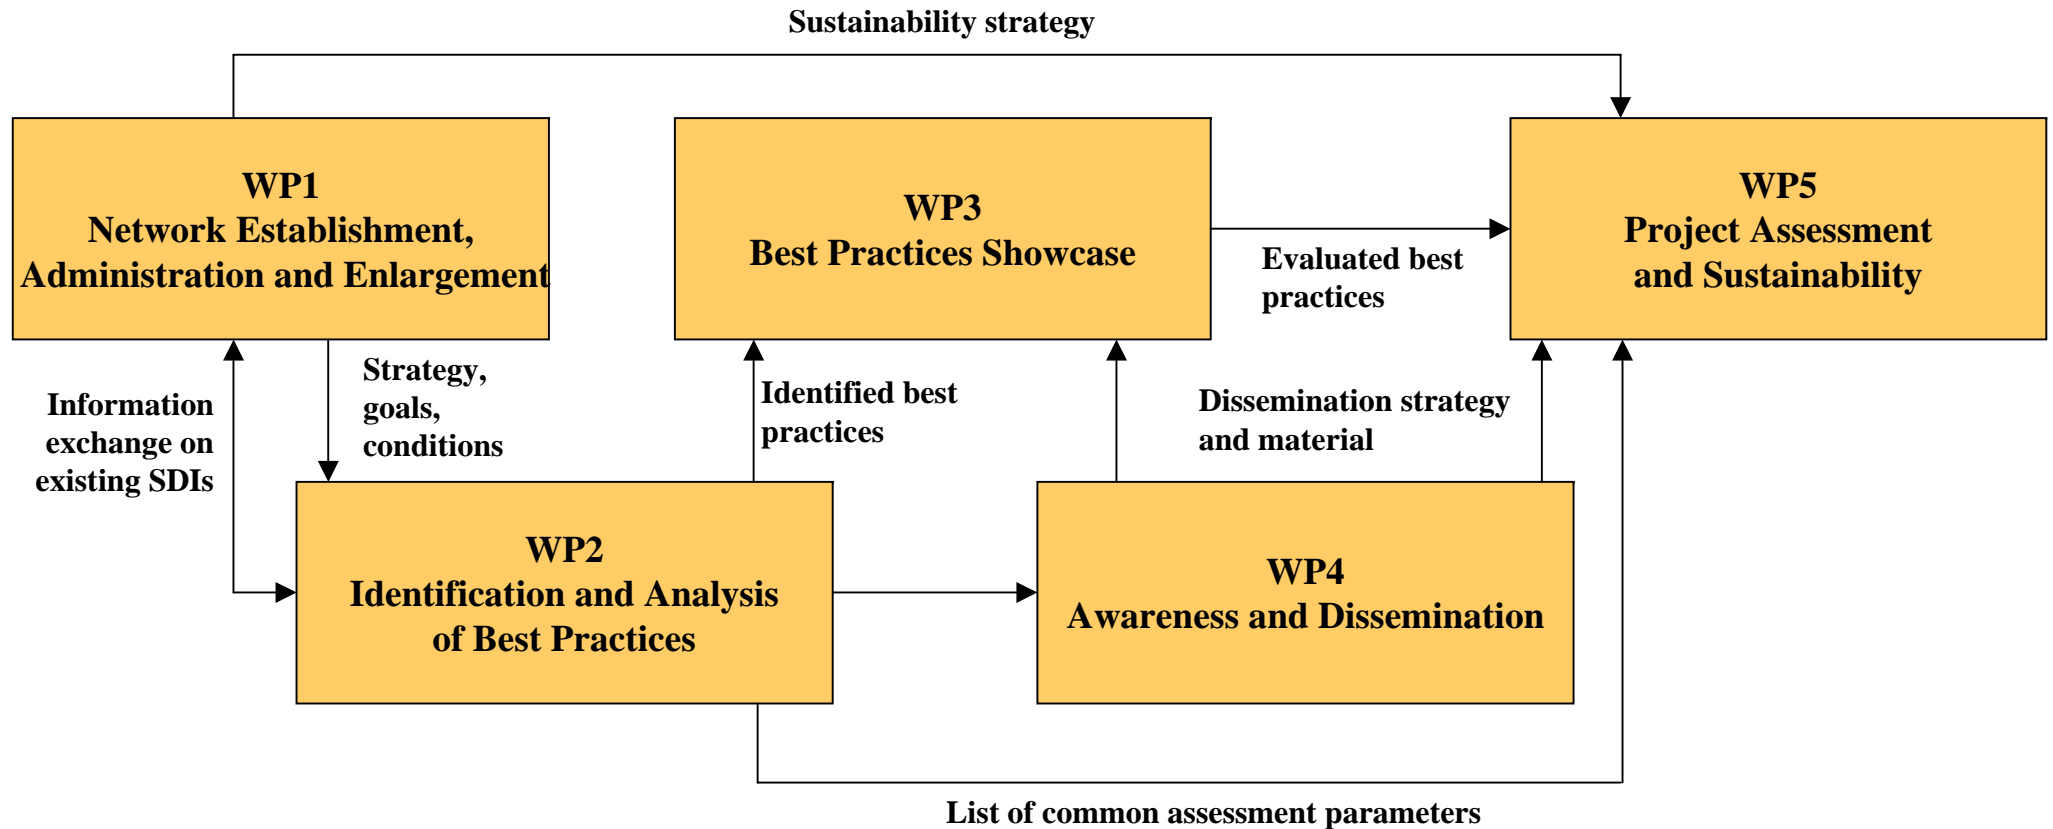 Sustainability strategy
WP1
Network Establishment,
Administration and Enlargement
WP3
Best Practices Showcase
WP5
Project Assessment
and Sustainability
Evaluated best
practices
Information
exchange on
existing SDIs
Strategy,
goals,
conditions
Identified best
practices
Dissemination strategy
and material
WP2
Identification and Analysis
of Best Practices
WP4
Awareness and Dissemination
List of common assessment parameters